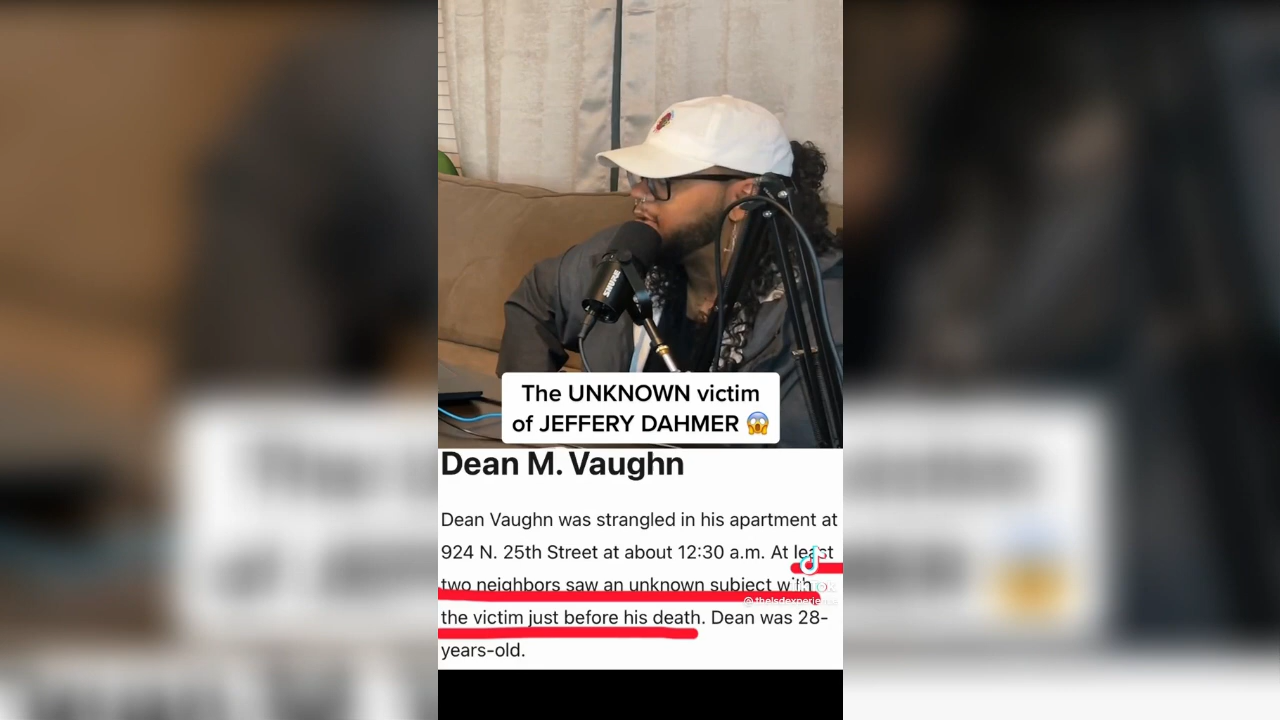 SHURE
The UNKNOWN victim
of JEFFERY DAHMER 😱
Dean M. Vaughn
Dean Vaughn was strangled in his apartment at
924 N. 25th Street at about 12:30 a.m. At least
two neighbors saw an unknown subject with
the victim just before his death. Dean was 28-
years-old.